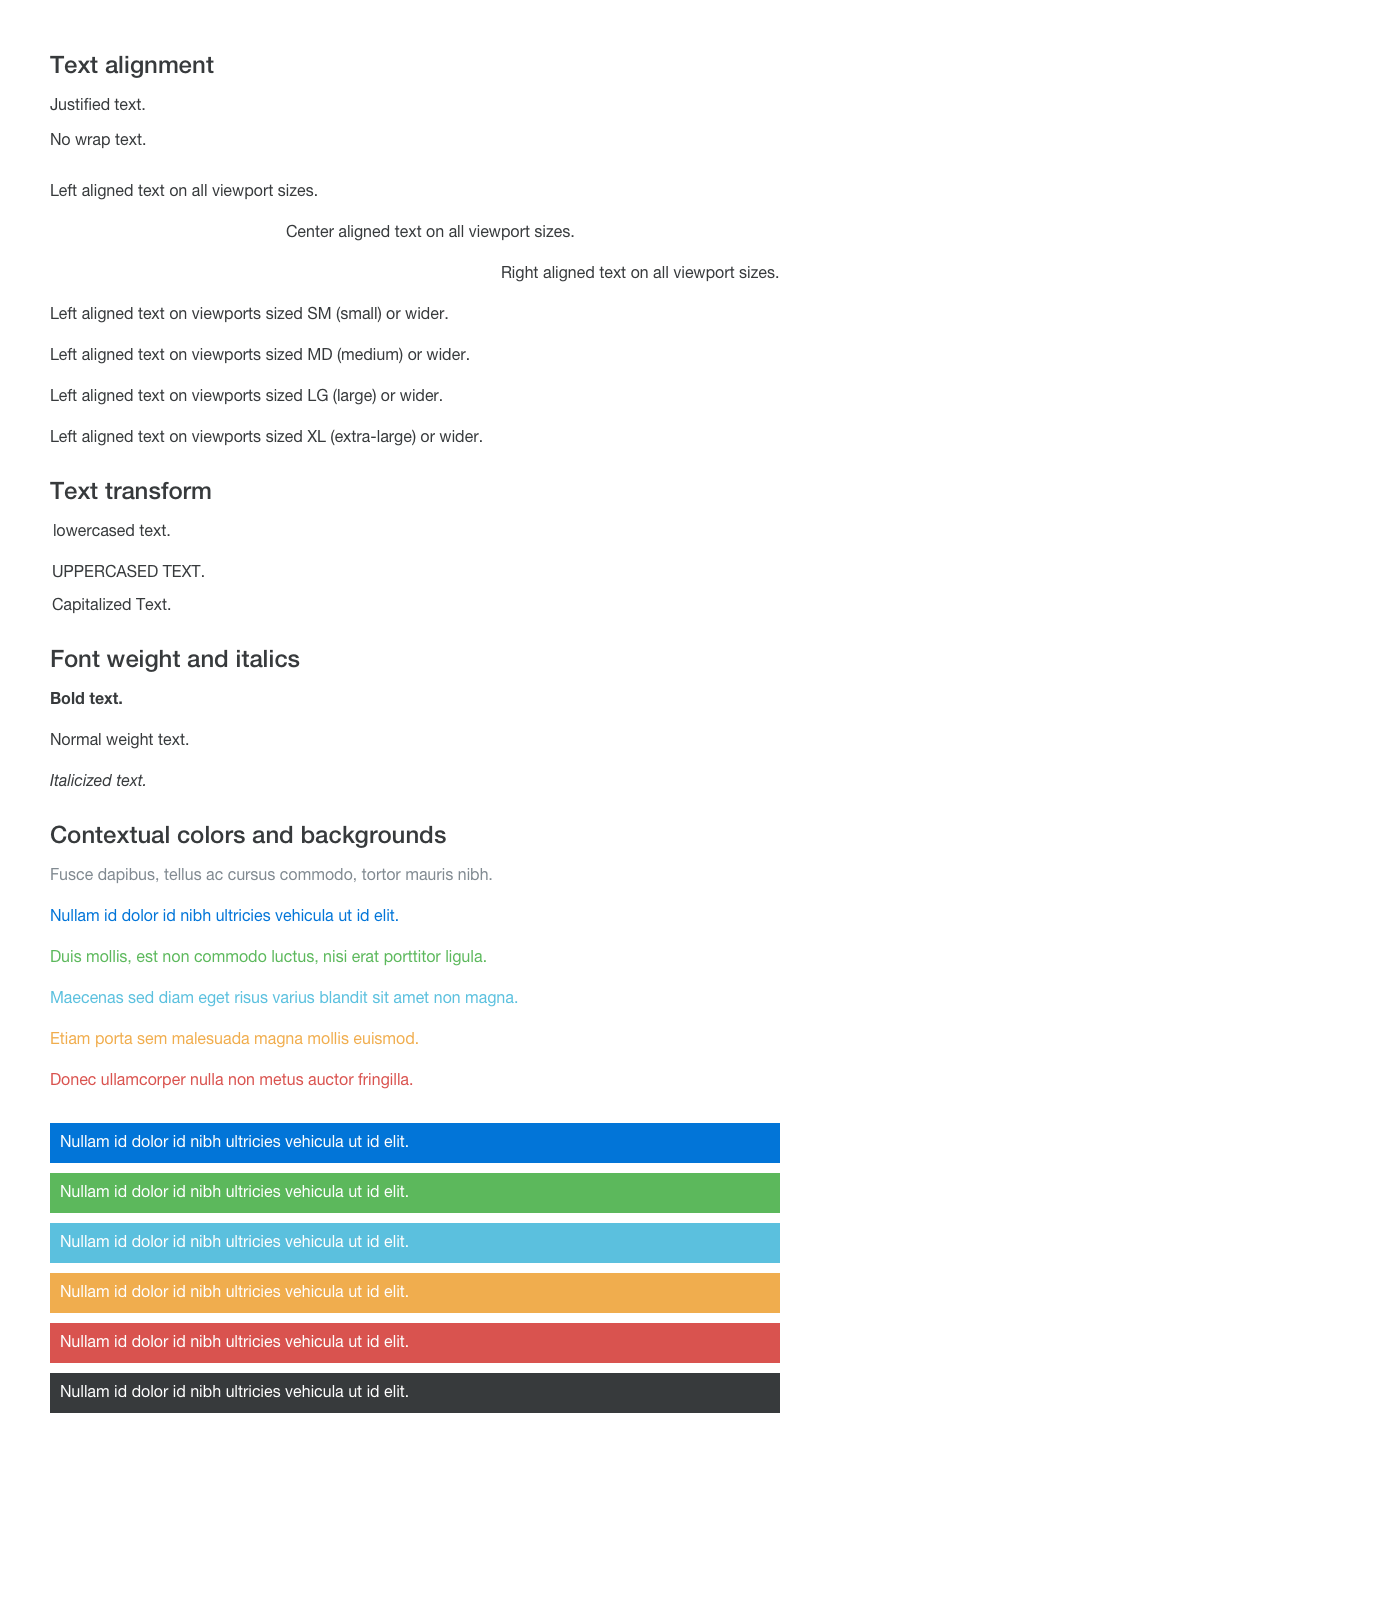 Text alignment
Justified text.
No wrap text.
Left aligned text on all viewport sizes.
Center aligned text on all viewport sizes.
Right aligned text on all viewport sizes.
Left aligned text on viewports sized SM (small) or wider.
Left aligned text on viewports sized MD (medium) or wider.
Left aligned text on viewports sized LG (large) or wider.
Left aligned text on viewports sized XL (extra-large) or wider.
Text transform
lowercased text.
UPPERCASED TEXT.
Capitalized Text.
Font weight and italics
Bold text.
Normal weight text.
Italicized text.
Contextual colors and backgrounds
Fusce dapibus, tellus ac cursus commodo, tortor mauris nibh.
Nullam id dolor id nibh ultricies vehicula ut id elit.
Duis mollis, est non commodo luctus, nisi erat porttitor ligula.
Maecenas sed diam eget risus varius blandit sit amet non magna.
Etiam porta sem malesuada magna mollis euismod.
Donec ullamcorper nulla non metus auctor fringilla.
Nullam id dolor id nibh ultricies vehicula ut id elit.
Nullam id dolor id nibh ultricies vehicula ut id elit.
Nullam id dolor id nibh ultricies vehicula ut id elit.
Nullam id dolor id nibh ultricies vehicula ut id elit.
Nullam id dolor id nibh ultricies vehicula ut id elit.
Nullam id dolor id nibh ultricies vehicula ut id elit.